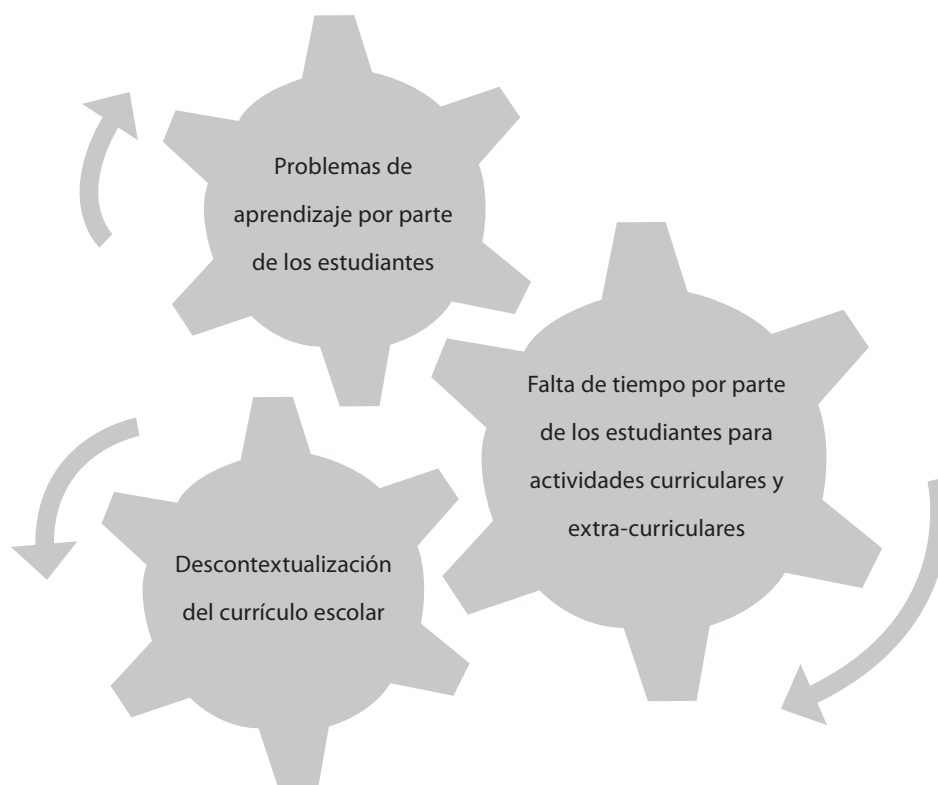 Problemas de
aprendizaje por parte
de los estudiantes
Falta de tiempo por parte
de los estudiantes para
actividades curriculares y
extra-curriculares
Descontextualización
del currículo escolar